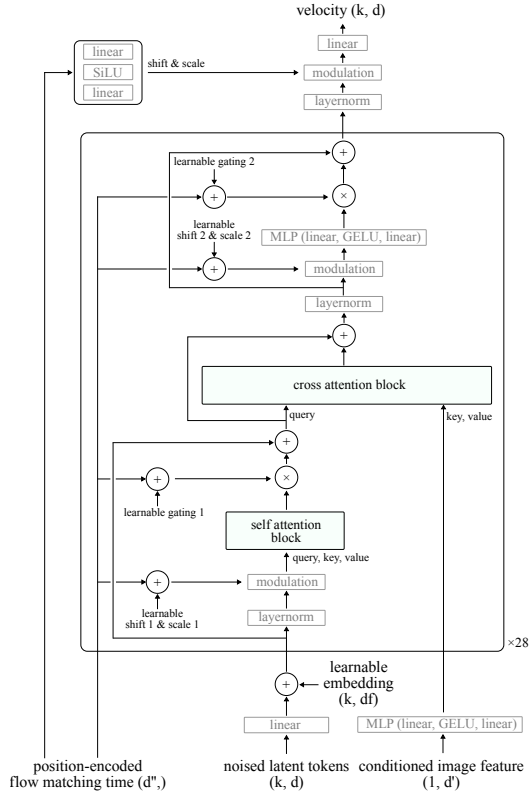 velocity (k, d)
linear
linear
SiLU
linear
shift & scale
modulation
layernorm
+
learnable gating 2
+
×
learnable
shift 2 & scale 2
MLP (linear, GELU, linear)
+
modulation
layernorm
+
cross attention block
query
key, value
+
+
×
learnable gating 1
self attention
block
query, key, value
+
modulation
learnable
shift 1 & scale 1
layernorm
×28
+
learnable
embedding
(k, df)
linear
MLP (linear, GELU, linear)
position-encoded
flow matching time (d",)
noised latent tokens
(k, d)
conditioned image feature
(1, d')